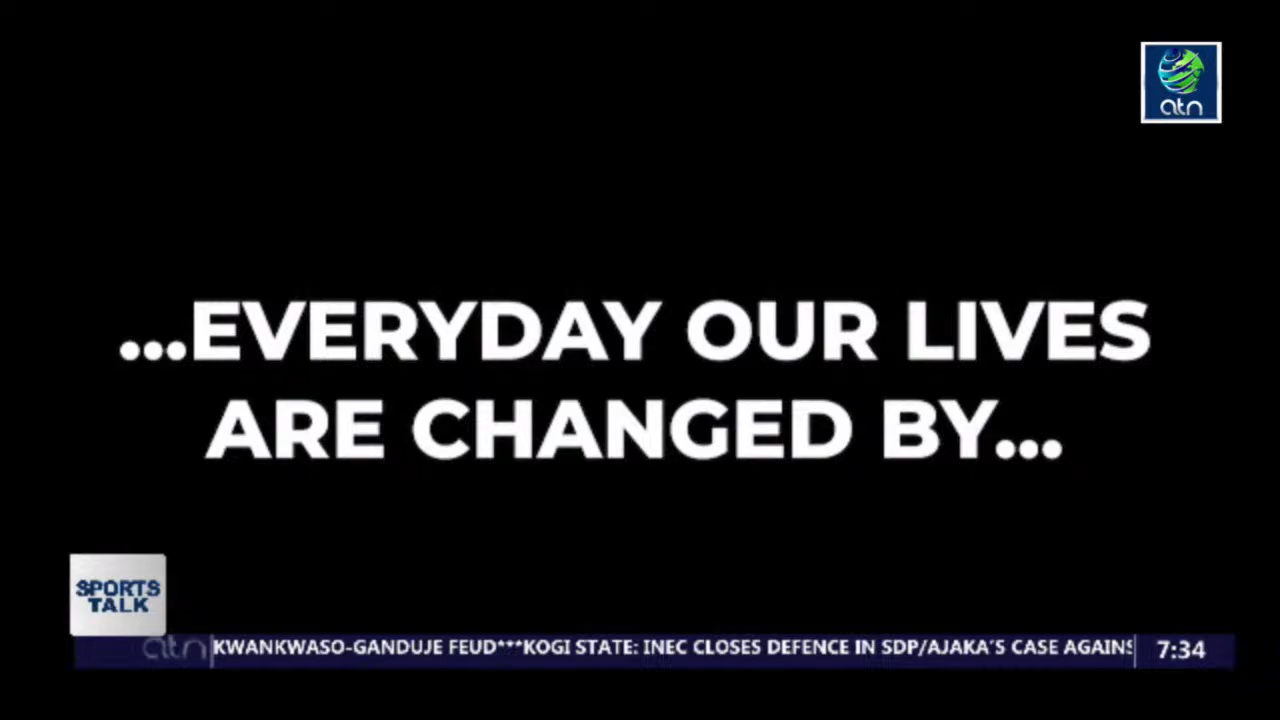 atn
...EVERYDAY OUR LIVES
ARE CHANGED BY...
SPORTS
TALK
atn
KWANKWASO-GANDUJE FEUD***KOGI STATE: INEC CLOSES DEFENCE IN SDP/AJAKA'S CASE AGAINS
7:34